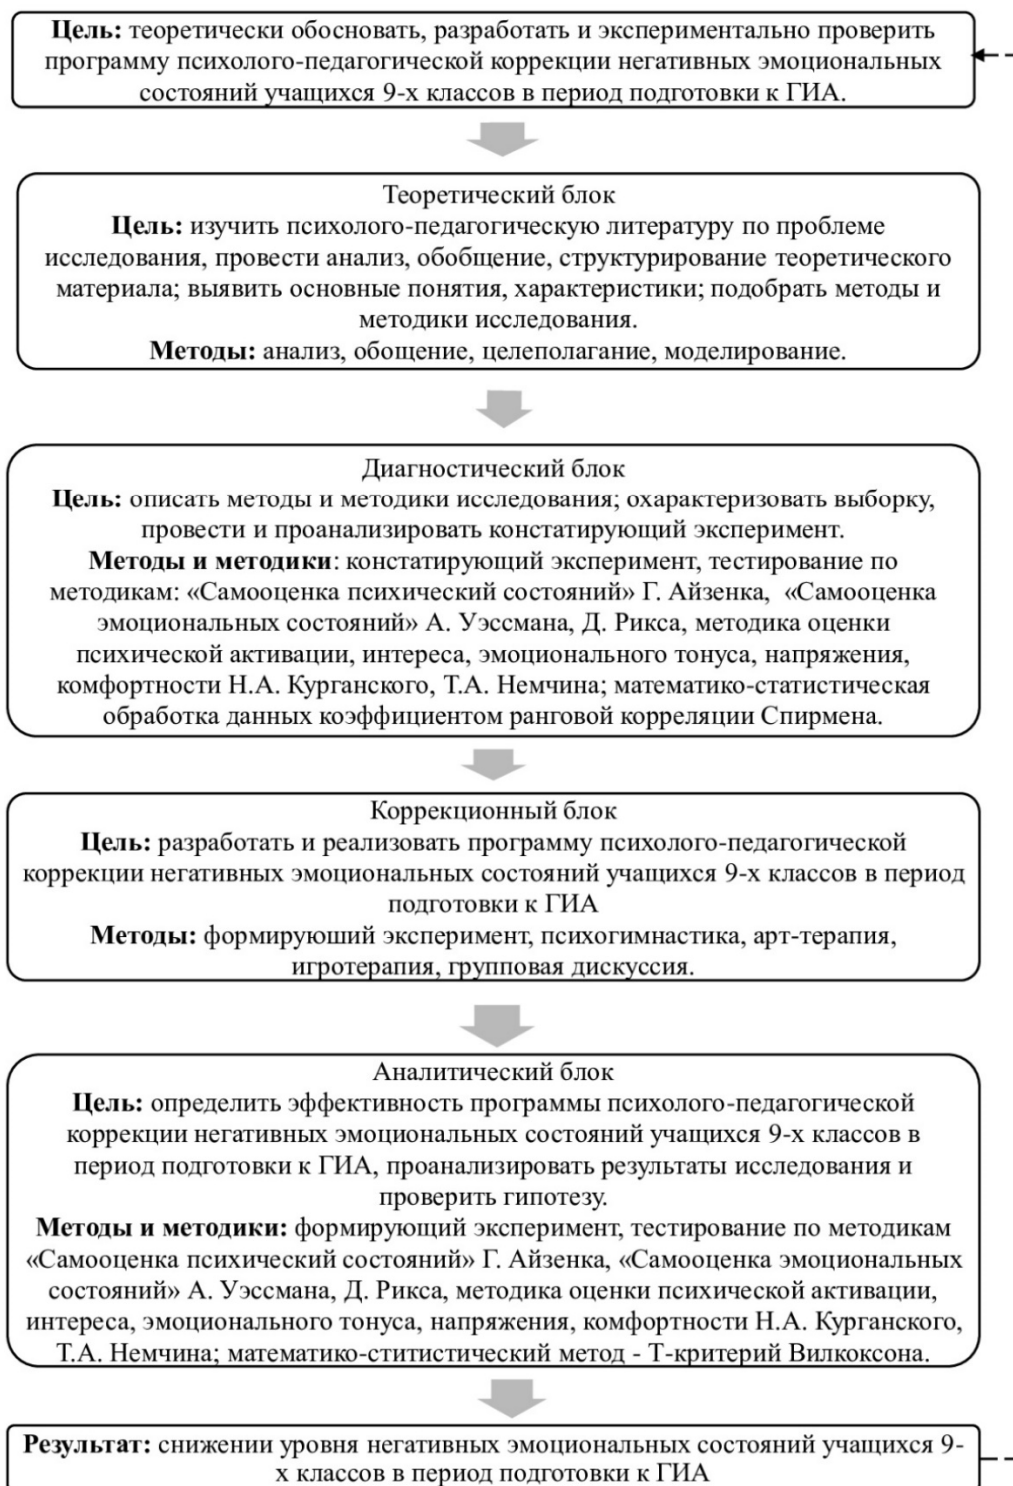 Цель: теоретически обосновать, разработать и экспериментально проверить
программу психолого-педагогической коррекции негативных эмоциональных
состояний учащихся 9-х классов в период подготовки к ГИА.
Теоретический блок
Цель: изучить психолого-педагогическую литературу по проблеме
исследования, провести анализ, обобщение, структурирование теоретического
материала; выявить основные понятия, характеристики; подобрать методы и
методики исследования.
Методы: анализ, обощение, целеполагание, моделирование.
Диагностический блок
Цель: описать методы и методики исследования; охарактеризовать выборку,
провести и проанализировать констатирующий эксперимент.
Методы и методики: констатирующий эксперимент, тестирование по
методикам: «Самооценка психический состояний» Г. Айзенка, «Самооценка
эмоциональных состояний» А. Уэссмана, Д. Рикса, методика оценки
психической активации, интереса, эмоционального тонуса, напряжения,
комфортности Н.А. Курганского, Т.А. Немчина; математико-статистическая
обработка данных коэффициентом ранговой корреляции Спирмена.
Коррекционный блок
Цель: разработать и реализовать программу психолого-педагогической
коррекции негативных эмоциональных состояний учащихся 9-х классов в период
подготовки к ГИА
Методы: формируюший эксперимент, психогимнастика, арт-терапия,
игротерапия, групповая дискуссия.
Аналитический блок
Цель: определить эффективность программы психолого-педагогической
коррекции негативных эмоциональных состояний учащихся 9-х классов в
период подготовки к ГИА, проанализировать результаты исследования и
проверить гипотезу.
Методы и методики: формирующий эксперимент, тестирование по методикам
«Самооценка психический состояний» Г. Айзенка, «Самооценка эмоциональных
состояний» А. Уэссмана, Д. Рикса, методика оценки психической активации,
интереса, эмоционального тонуса, напряжения, комфортности Н.А. Курганского,
Т.А. Немчина; математико-ститистический метод - Т-критерий Вилкоксона.
Результат: снижении уровня негативных эмоциональных состояний учащихся 9-
х классов в период подготовки к ГИА